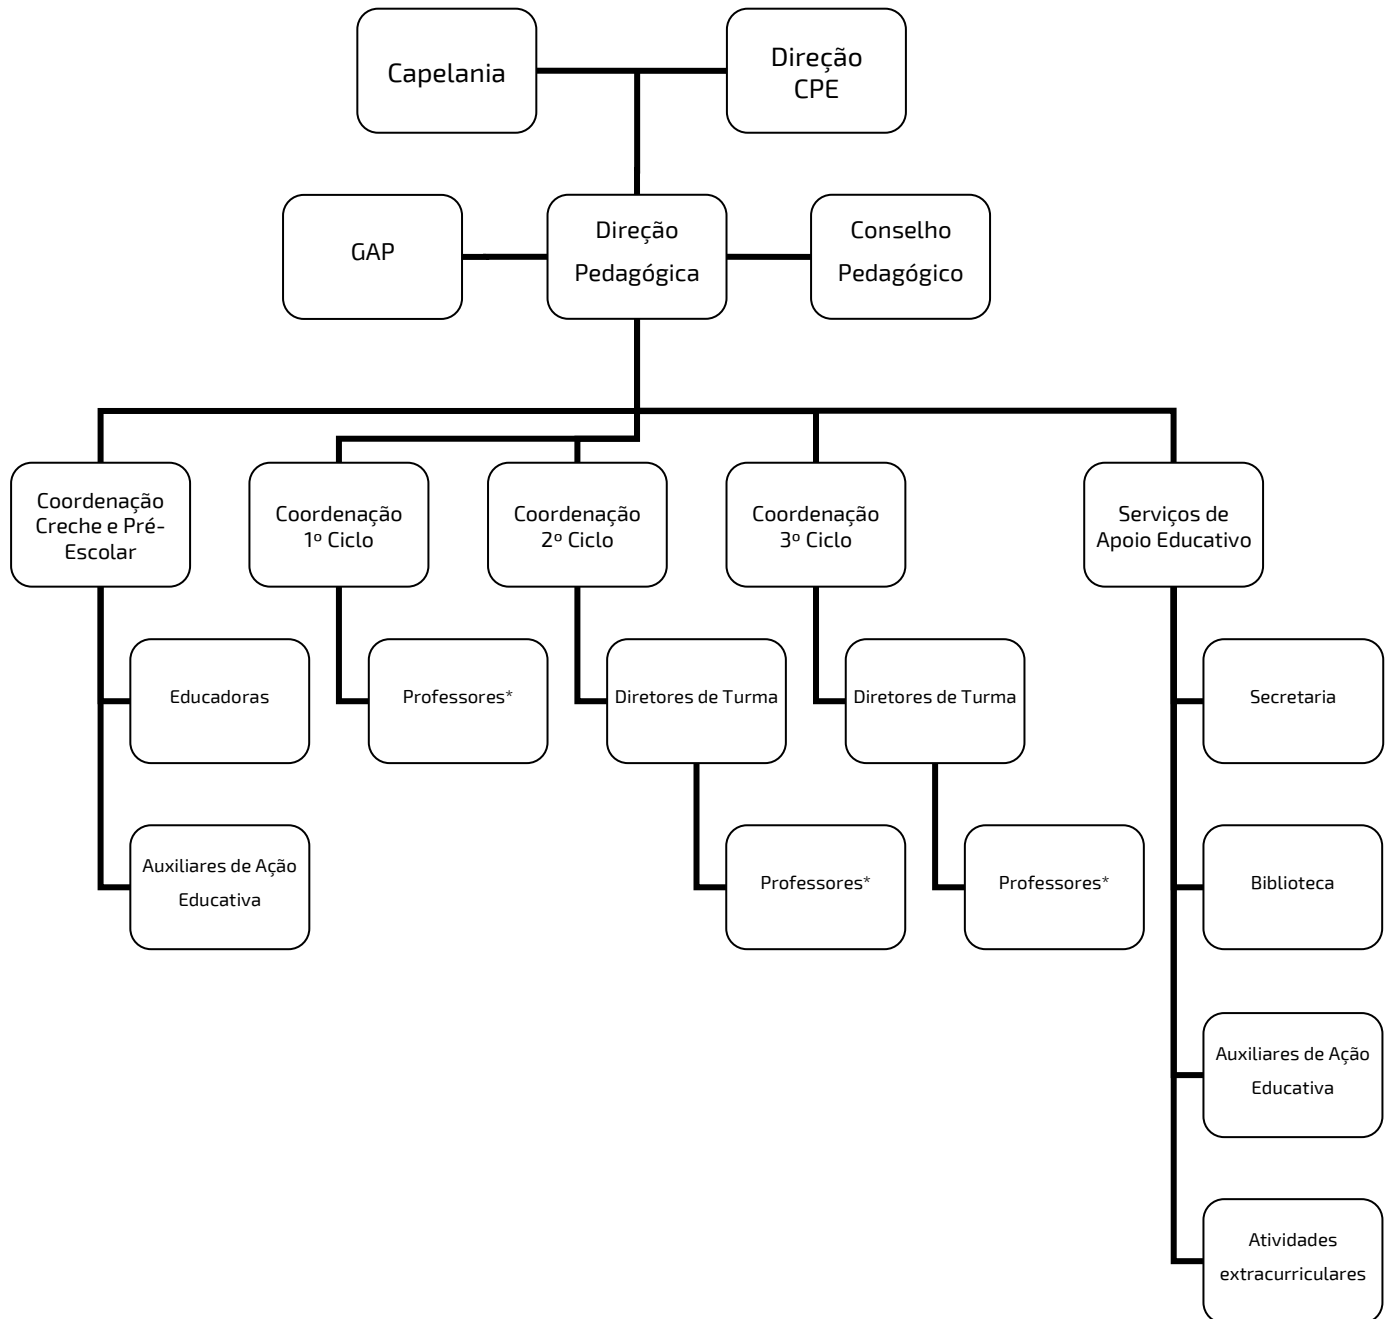 Capelania
Direção
CPE
GAP
Direção
Pedagógica
Conselho
Pedagógico
Coordenação
Creche e Pré-
Escolar
Coordenação
1º Ciclo
Coordenação
2º Ciclo
Coordenação
3º Ciclo
Serviços de
Apoio Educativo
Educadoras
Professores*
Diretores de Turma
Diretores de Turma
Secretaria
Auxiliares de Ação
Educativa
Professores*
Professores*
Biblioteca
Auxiliares de Ação
Educativa
Atividades
extracurriculares